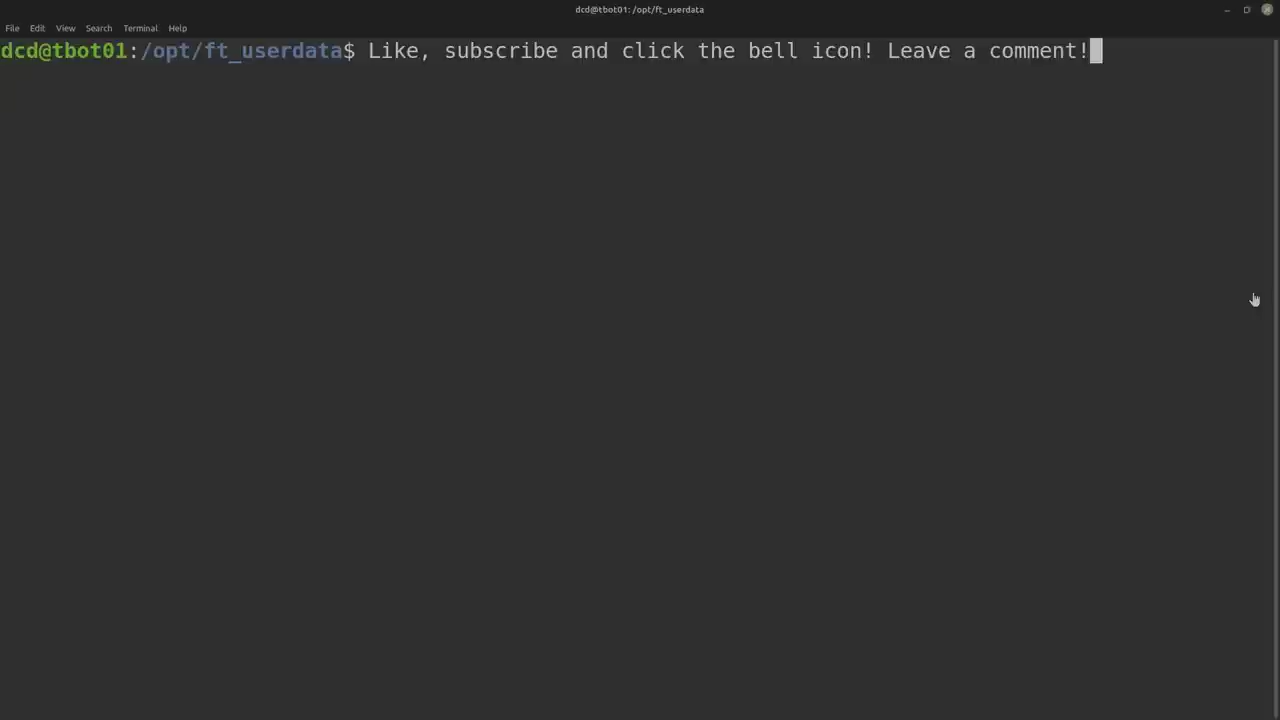 dcd@tbot01: /opt/ft_userdata
File Edit View Search Terminal Help
dcd@tbot01:/opt/ft_userdata$ Like, subscribe and click the bell icon! Leave a comment!